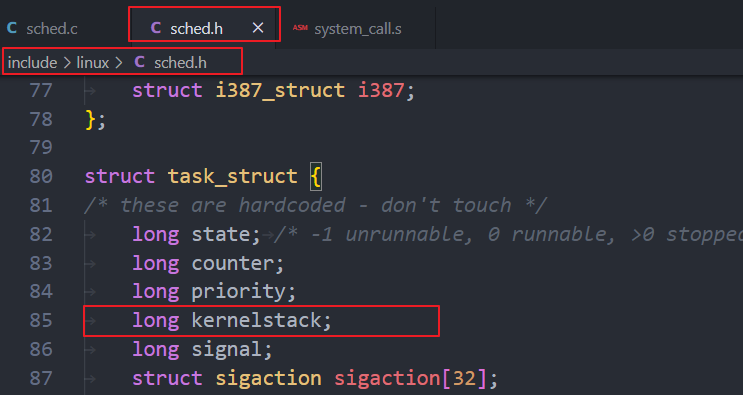 C sched.c C sched.h × ASM system_call.s
include > linux > C sched.h
77 struct i387_struct i387;
78 };
79
80 struct task_struct {
81 /* these are hardcoded - don't touch */
82 long state; /* -1 unrunnable, 0 runnable, >0 stopped
83 long counter;
84 long priority;
85 long kernelstack;
86 long signal;
87 struct sigaction sigaction[32];